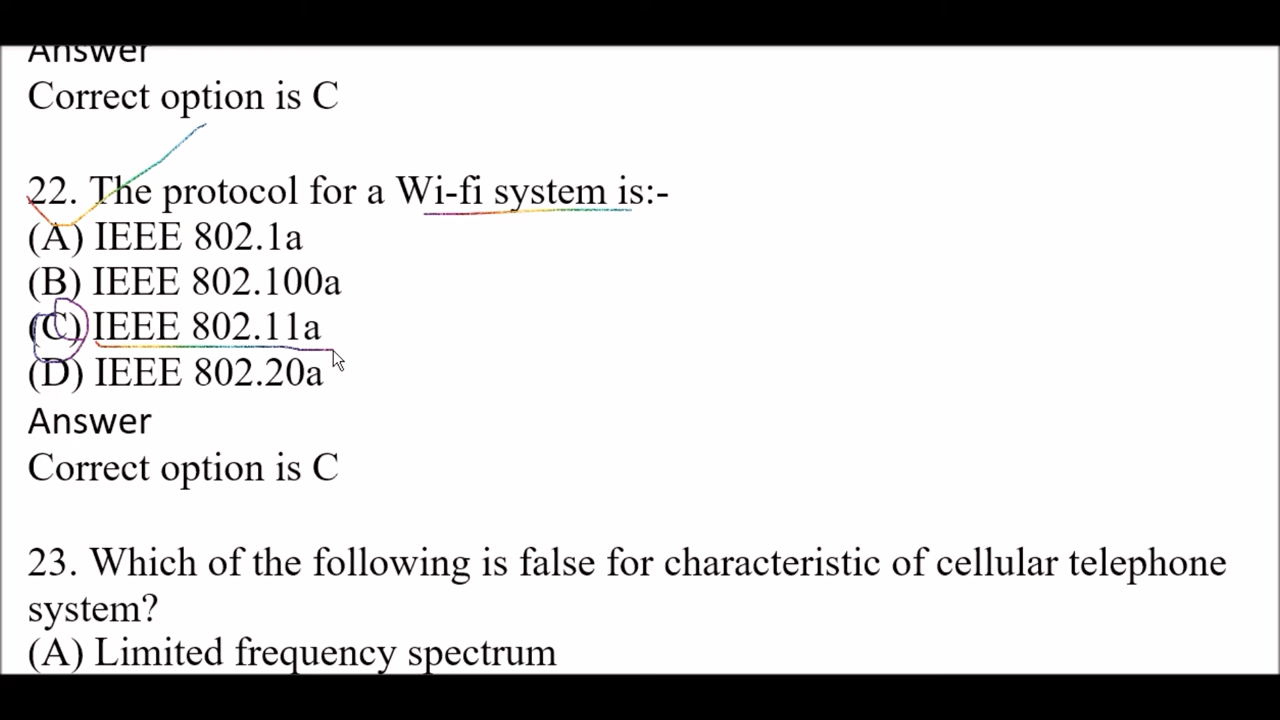 Answer
Correct option is C
22. The protocol for a Wi-fi system is:-
(A) IEEE 802.1a
(B) IEEE 802.100a
(C) IEEE 802.11a
(D) IEEE 802.20a
Answer
Correct option is C
23. Which of the following is false for characteristic of cellular telephone
system?
(A) Limited frequency spectrum